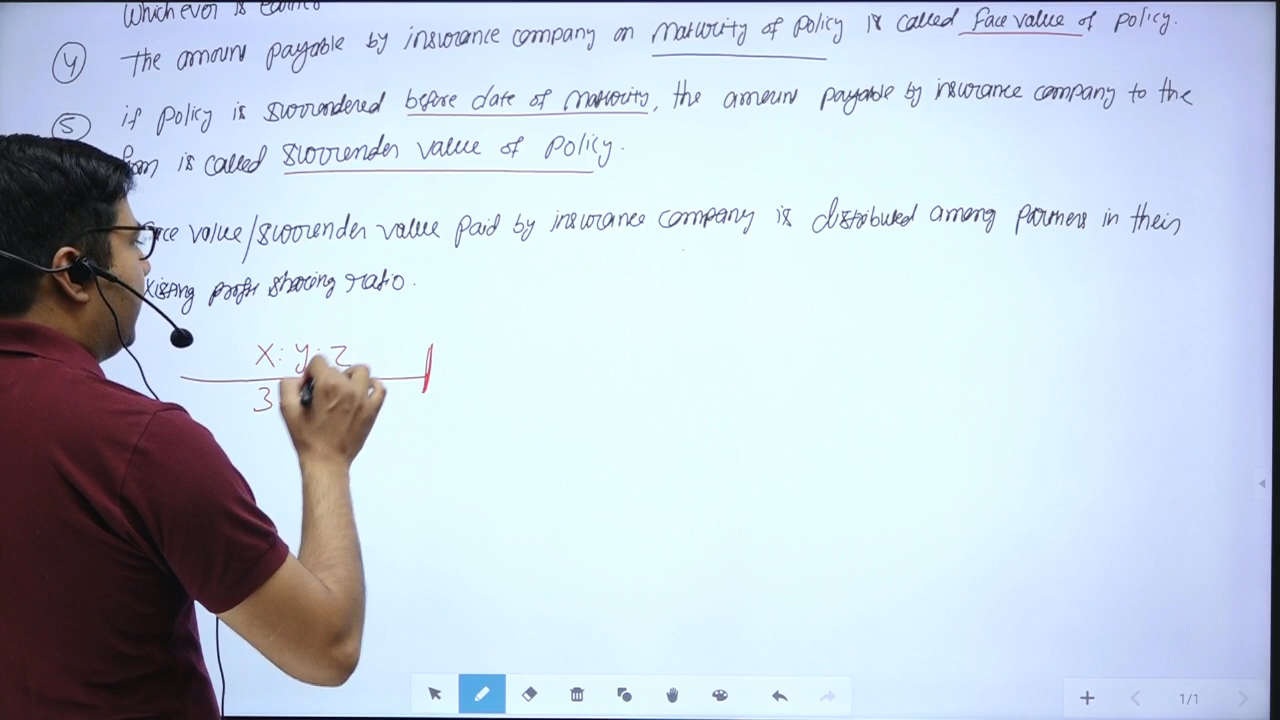 Whichever is earlier
④ The amount payable by insurance company on maturity of policy is called face value of policy.
⑤ if policy is surrendered before date of maturity, the amount payable by insurance company to the
firm is called surrender value of policy.
face value/surrender value paid by insurance company is distributed among partners in their
existing profit sharing ratio.
X: Y: Z
3
1/1